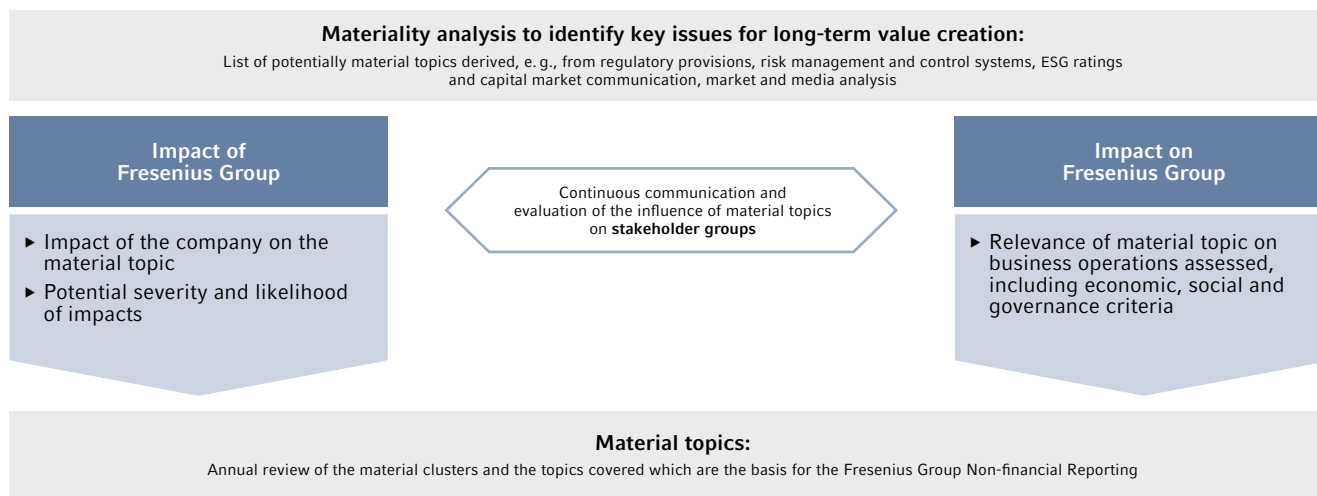 Materiality analysis to identify key issues for long-term value creation:
List of potentially material topics derived, e. g., from regulatory provisions, risk management and control systems, ESG ratings
and capital market communication, market and media analysis
Impact of
Fresenius Group
▶ Impact of the company on the
material topic
▶ Potential severity and likelihood
of impacts
Continuous communication and
evaluation of the influence of material topics
on stakeholder groups
Impact on
Fresenius Group
▶ Relevance of material topic on
business operations assessed,
including economic, social and
governance criteria
Material topics:
Annual review of the material clusters and the topics covered which are the basis for the Fresenius Group Non-financial Reporting